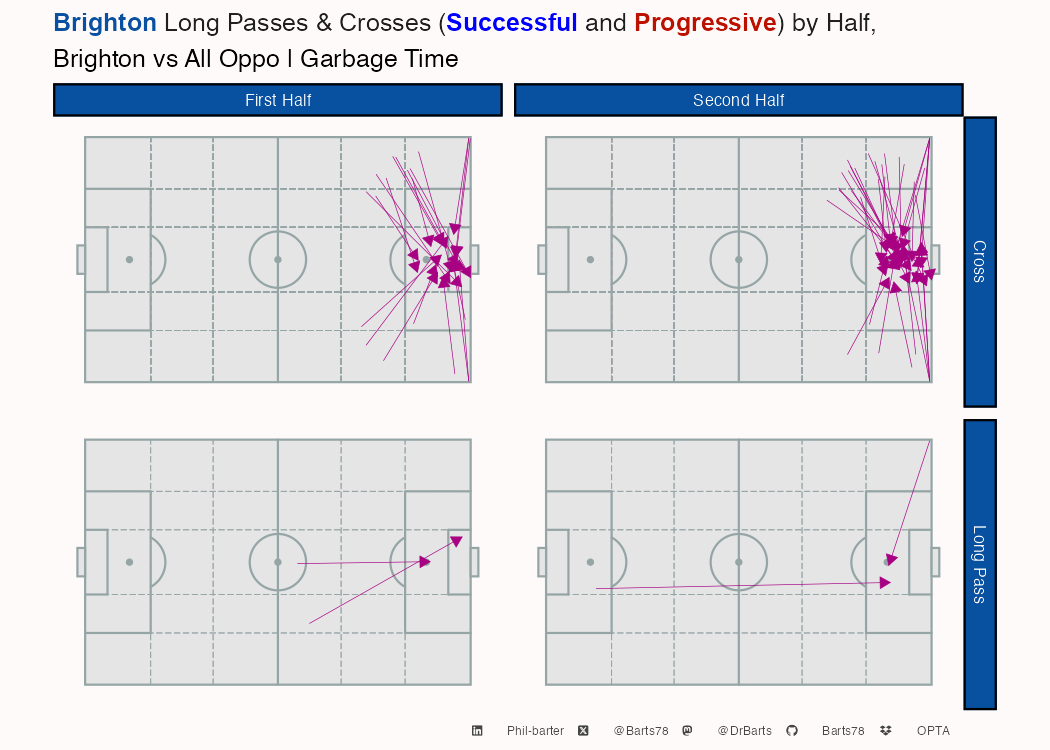 Brighton Long Passes & Crosses (Successful and Progressive) by Half,
Brighton vs All Oppo | Garbage Time
First Half
Second Half
Cross
Long Pass
Phil-barter @Barts78 @DrBarts Barts78 OPTA